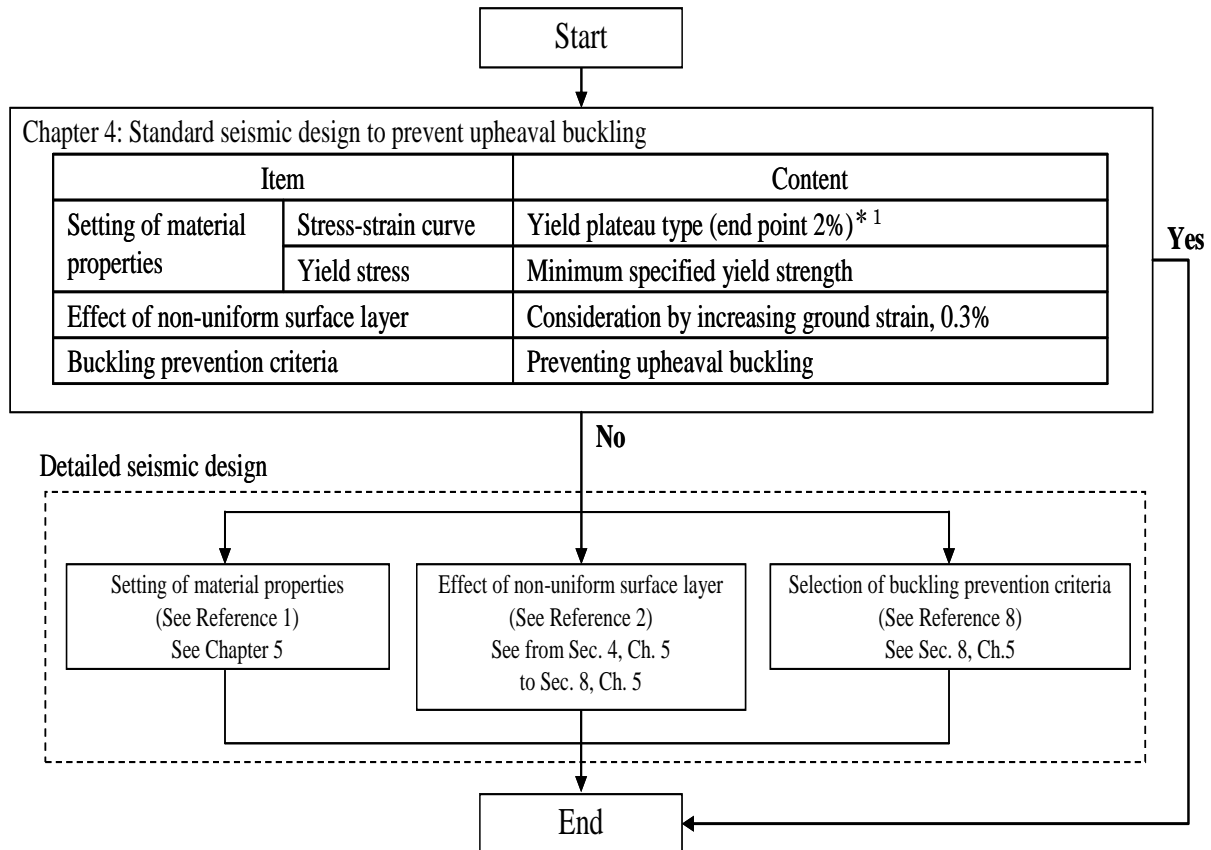 Start
Chapter 4: Standard seismic design to prevent upheaval buckling
Item Content
Setting of material properties Stress-strain curve Yield plateau type (end point 2%)* 1
Yield stress Minimum specified yield strength
Effect of non-uniform surface layer Consideration by increasing ground strain, 0.3%
Buckling prevention criteria Preventing upheaval buckling
Yes
No
Detailed seismic design
Setting of material properties
(See Reference 1)
See Chapter 5
Effect of non-uniform surface layer
(See Reference 2)
See from Sec. 4, Ch. 5
to Sec. 8, Ch. 5
Selection of buckling prevention criteria
(See Reference 8)
See Sec. 8, Ch.5
End